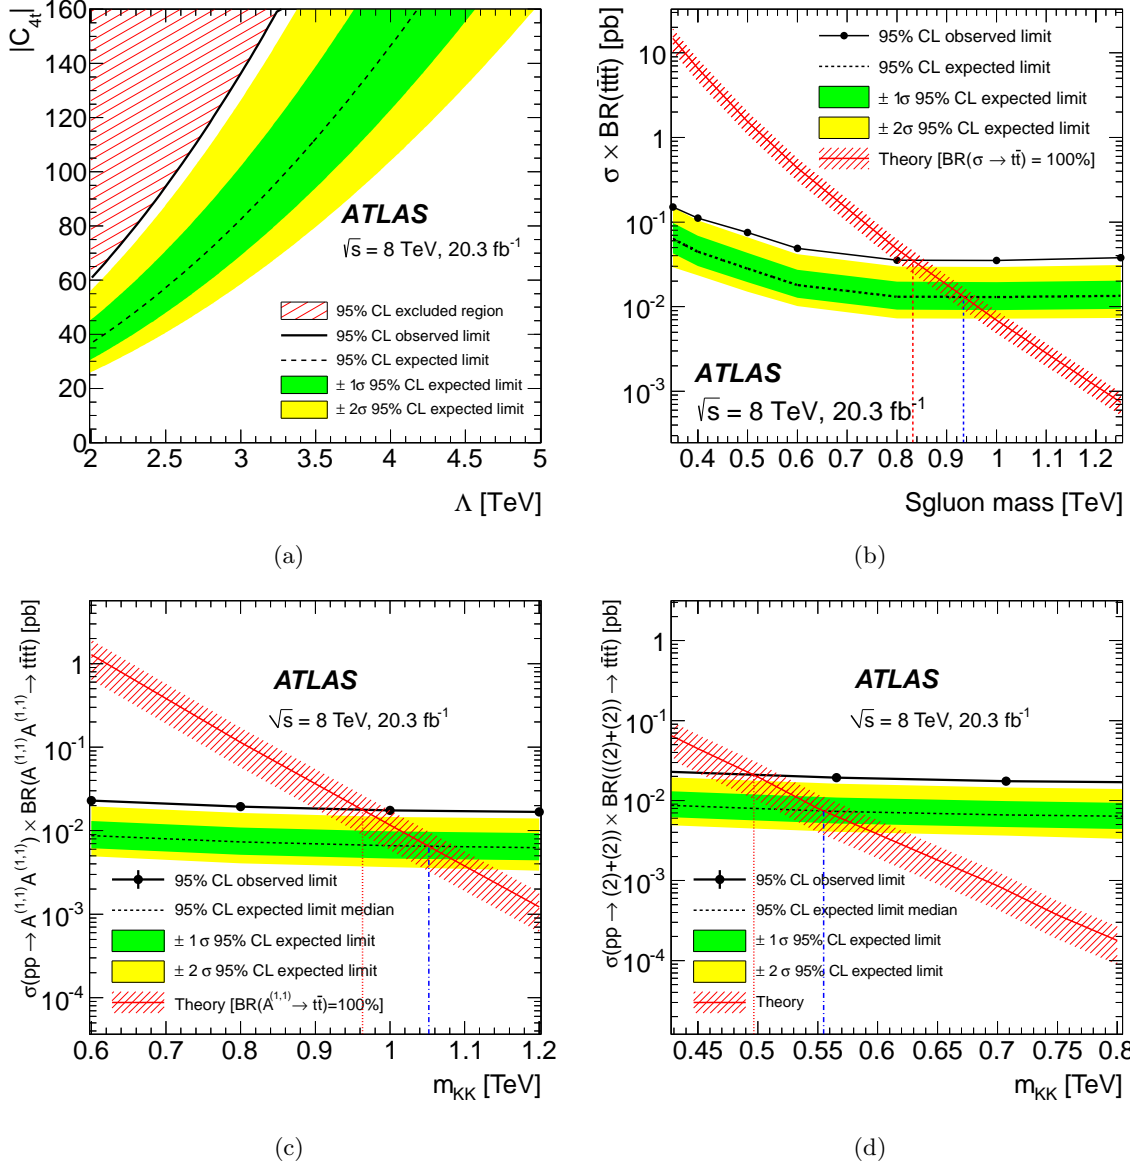 |C4t|
160
140
120
100
80
60
40
20
0
ATLAS
√s = 8 TeV, 20.3 fb-1
95% CL excluded region
95% CL observed limit
95% CL expected limit
± 1σ 95% CL expected limit
± 2σ 95% CL expected limit
2 2.5 3 3.5 4 4.5 5
Λ [TeV]
(a)
σ × BR(tt̄tt̄) [pb]
10
1
10-1
10-2
10-3
95% CL observed limit
95% CL expected limit
± 1σ 95% CL expected limit
± 2σ 95% CL expected limit
Theory [BR(σ → tt̄) = 100%]
ATLAS
√s = 8 TeV, 20.3 fb-1
0.4 0.5 0.6 0.7 0.8 0.9 1 1.1 1.2
Sgluon mass [TeV]
(b)
σ(pp → A(1,1)A(1,1)) × BR(A(1,1)A(1,1) → tt̄tt̄) [pb]
1
10-1
10-2
10-3
10-4
ATLAS
√s = 8 TeV, 20.3 fb-1
95% CL observed limit
95% CL expected limit median
± 1 σ 95% CL expected limit
± 2 σ 95% CL expected limit
Theory [BR(A(1,1) → tt̄)=100%]
0.6 0.7 0.8 0.9 1 1.1 1.2
mKK [TeV]
(c)
σ(pp → (2)+(2)) × BR(((2)+(2)) → tt̄tt̄) [pb]
1
10-1
10-2
10-3
10-4
ATLAS
√s = 8 TeV, 20.3 fb-1
95% CL observed limit
95% CL expected limit median
± 1σ 95% CL expected limit
± 2 σ 95% CL expected limit
Theory
0.45 0.5 0.55 0.6 0.65 0.7 0.75 0.8
mKK [TeV]
(d)